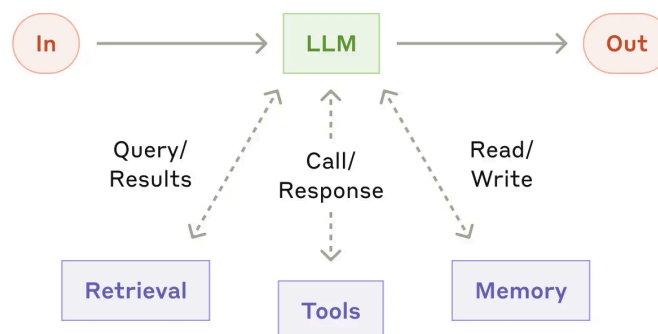 In
LLM
Out
Query/
Results
Call/
Response
Read/
Write
Retrieval
Tools
Memory